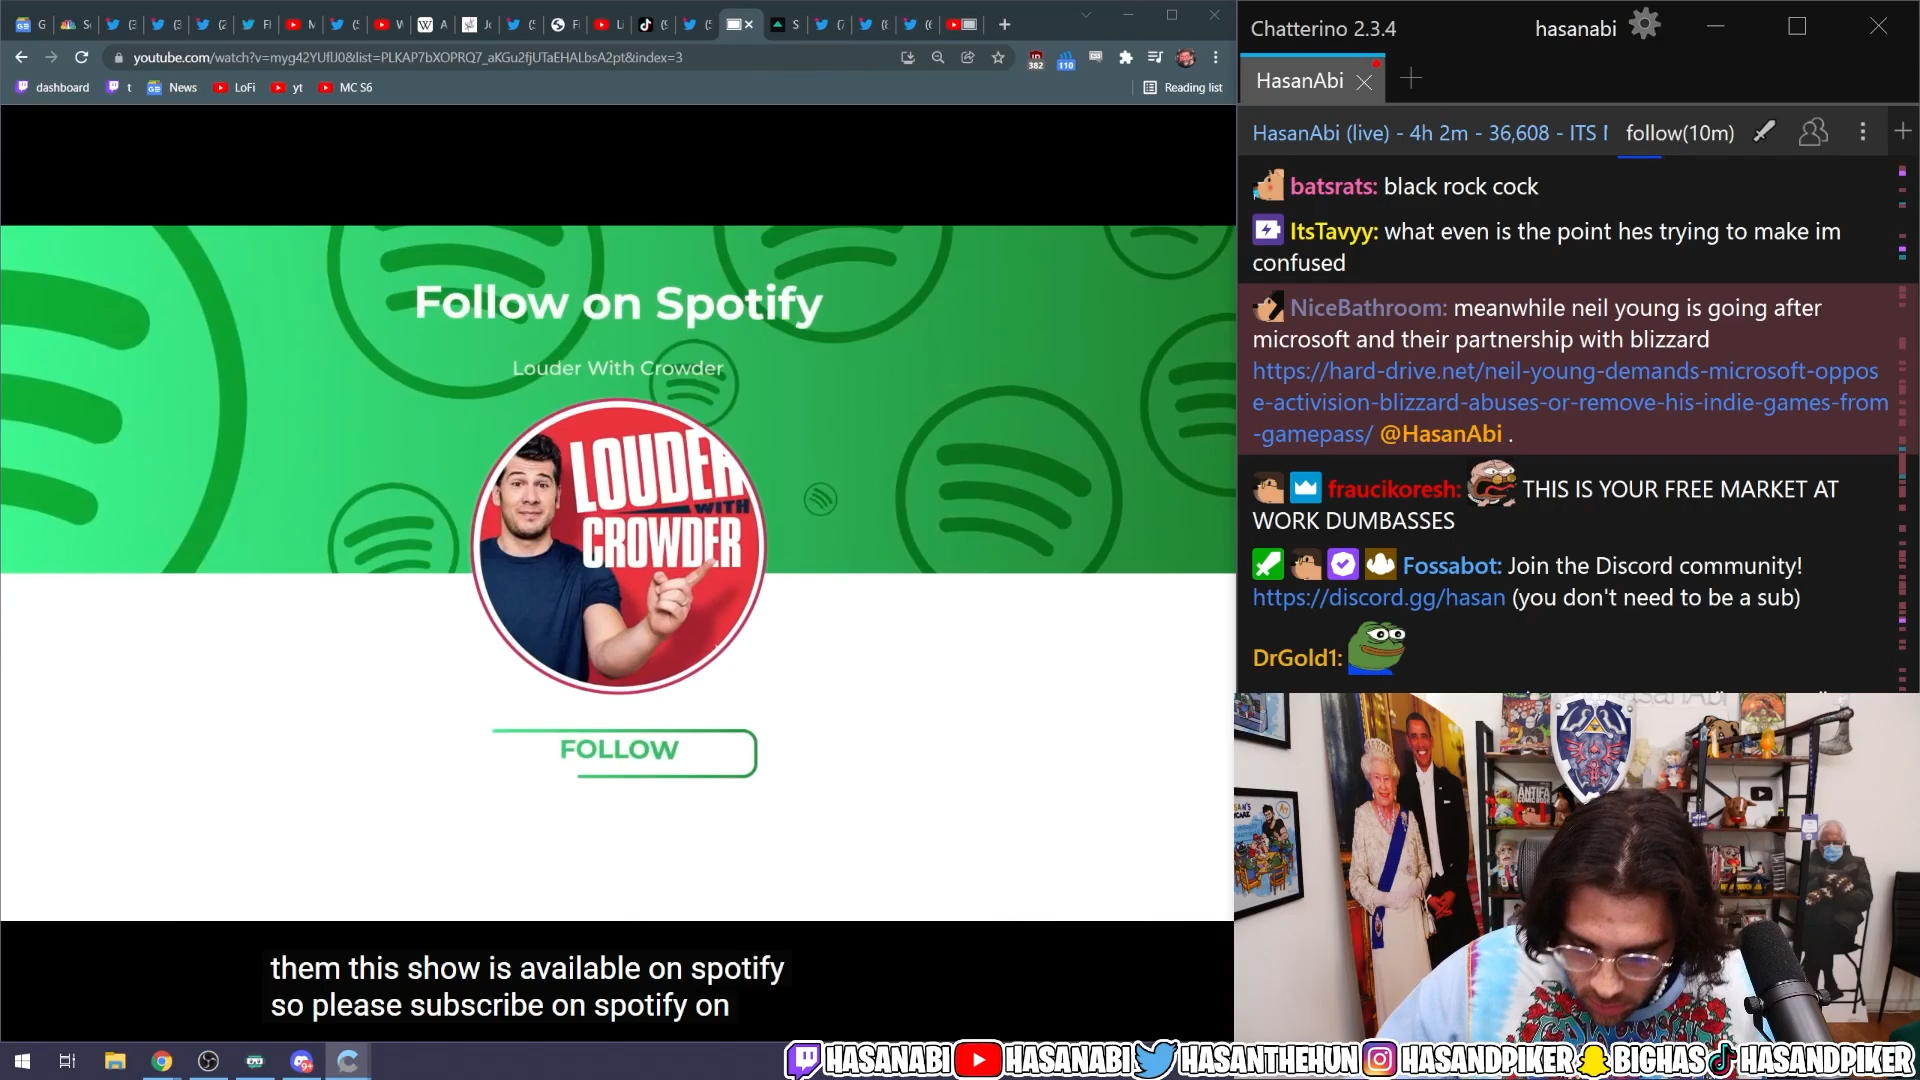 youtube.com/watch?v=myg42YUflJ0&list=PLKAP7bXOPRQ7_aKGu2fjUTaEHALbsA2pt&index=3
382
110
dashboard
t
News
LoFi
yt
MC S6
Reading list
Follow on Spotify
Louder With Crowder
LOUDER
WITH
CROWDER
FOLLOW
them this show is available on spotify
so please subscribe on spotify on
Chatterino 2.3.4
hasanabi
HasanAbi
HasanAbi (live) - 4h 2m - 36,608 - ITS
follow(10m)
batsrats: black rock cock
ItsTavyy: what even is the point hes trying to make im
confused
NiceBathroom: meanwhile neil young is going after
microsoft and their partnership with blizzard
https://hard-drive.net/neil-young-demands-microsoft-oppos
e-activision-blizzard-abuses-or-remove-his-indie-games-from
-gamepass/ @HasanAbi .
fraucikoresh: THIS IS YOUR FREE MARKET AT
WORK DUMBASSES
Fossabot: Join the Discord community!
https://discord.gg/hasan (you don't need to be a sub)
DrGold1:
ANTIFA
HASANABI HASANABI HASANTHEHUN HASANDPIKER BIGHAS HASANDPIKER